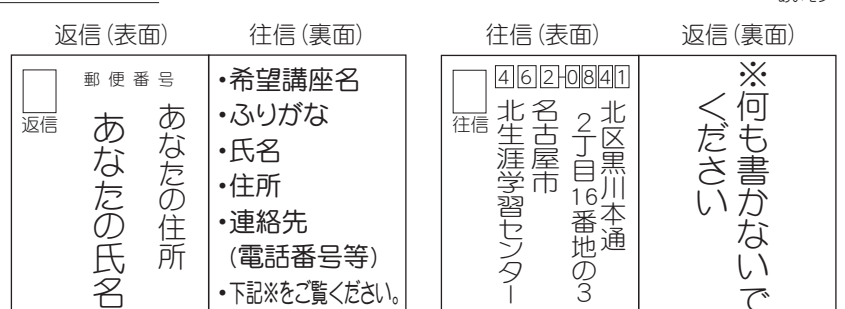 返信(表面)
往信(裏面)
往信(表面)
返信(裏面)
郵便番号
返信
あなたの住所
あなたの氏名
・希望講座名
・ふりがな
・氏名
・住所
・連絡先
(電話番号等)
・下記※をご覧ください。
462-0841
往信
北区黒川本通
2丁目16番地の3
名古屋市
北生涯学習センター
※何も書かないで
ください